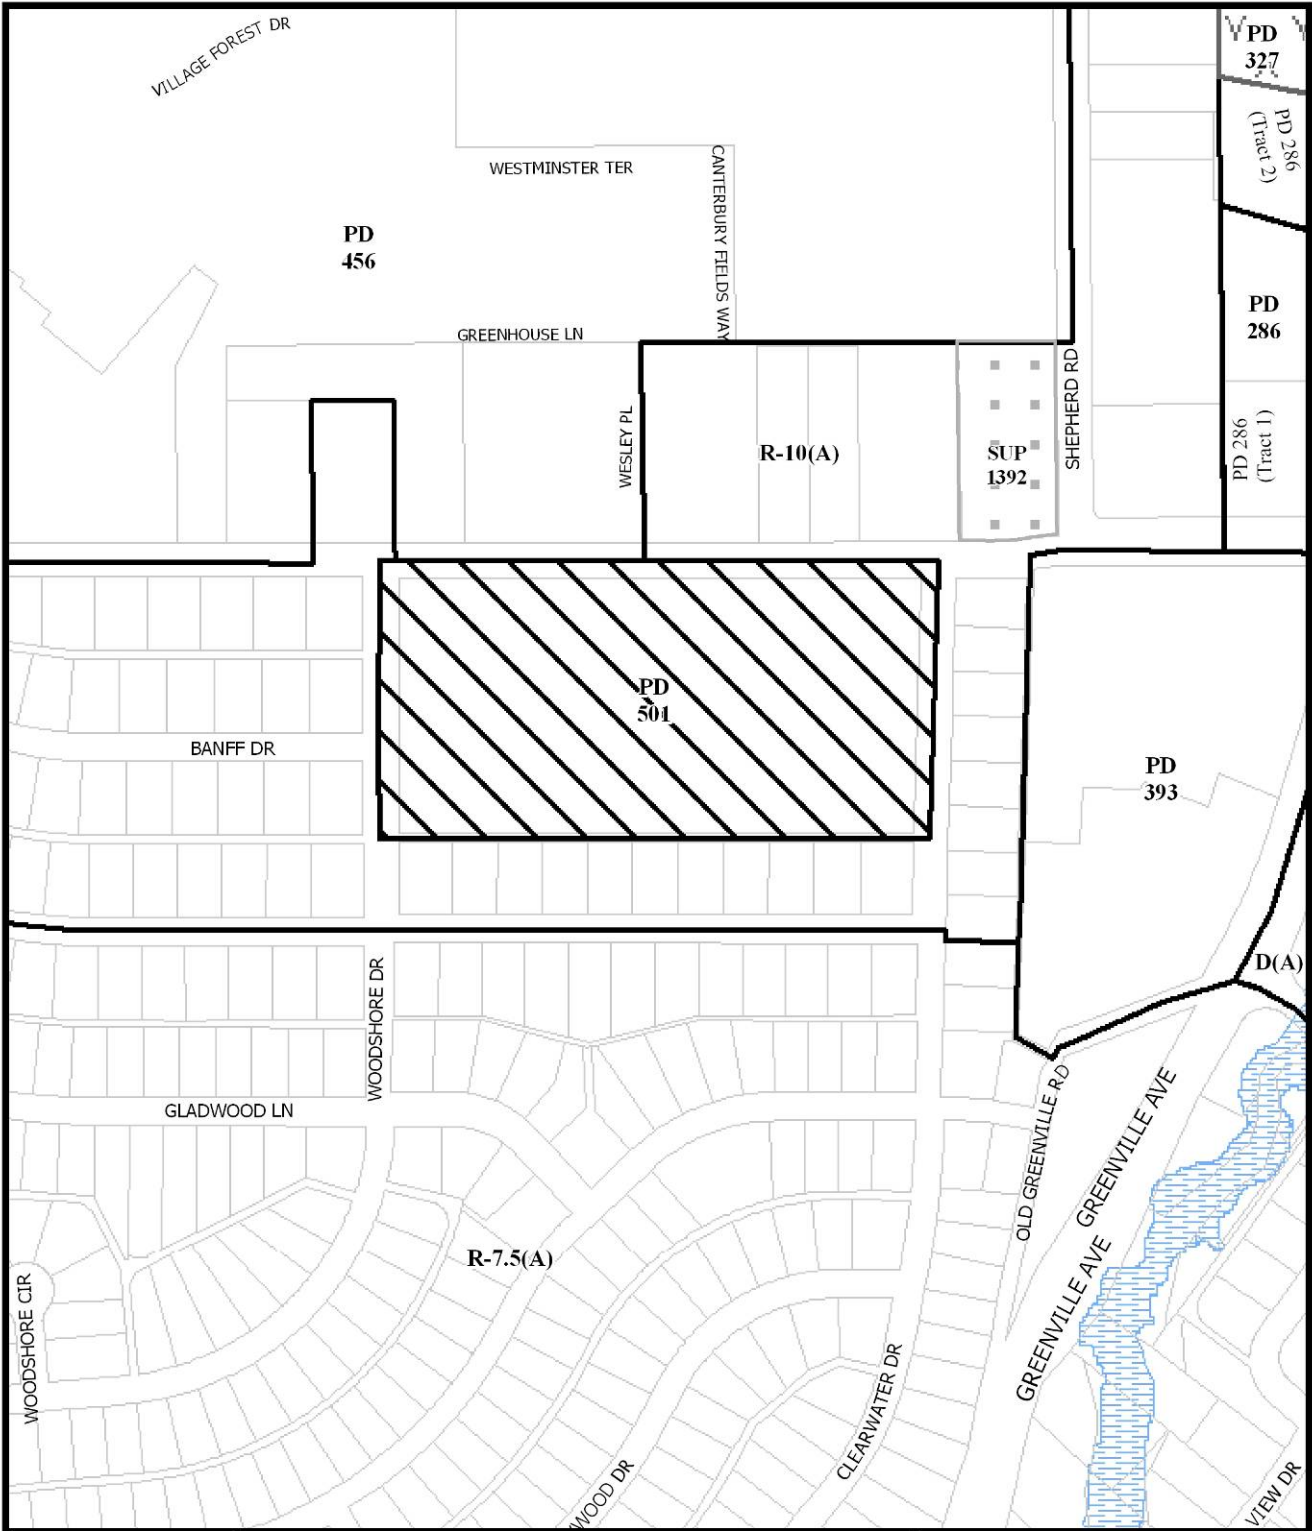 VILLAGE FOREST DR
PD
327
PD 286
(Tract 2)
WESTMINSTER TER
CANTERBURY FIELDS WAY
PD
456
PD
286
GREENHOUSE LN
WESLEY PL
R-10(A)
SUP
1392
SHEPHERD RD
PD 286
(Tract 1)
PD
501
BANFF DR
PD
393
D(A)
WOODSHORE DR
GLADWOOD LN
OLD GREENVILLE RD
GREENVILLE AVE
R-7.5(A)
GREENVILLE AVE
WOODSHORE CIR
CLEARWATER DR
WOOD DR
VIEW DR